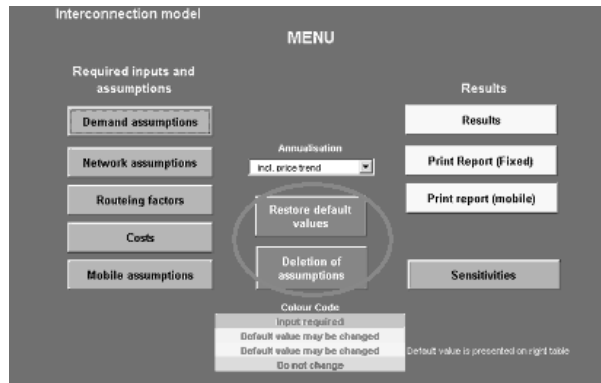 Interconnection model
MENU
Required inputs and
assumptions
Demand assumptions
Network assumptions
Routeing factors
Costs
Mobile assumptions
Annualisation
incl. price trend
Restore default
values
Deletion of
assumptions
Colour Code
Input required
Default value may be changed
Default value may be changed
Do not change
Results
Results
Print Report (Fixed)
Print report (mobile)
Sensitivities
Default value is presented on right table